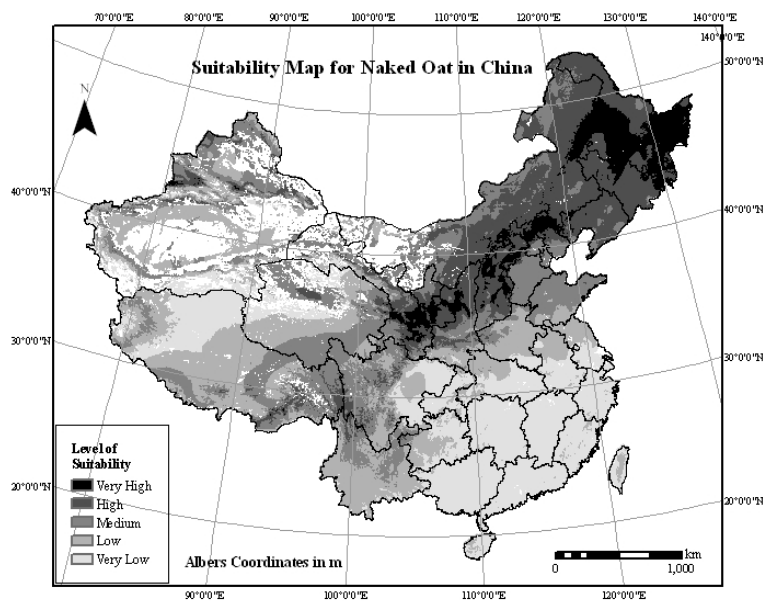 70°0'0"E 80°0'0"E 90°0'0"E 100°0'0"E 110°0'0"E 120°0'0"E 130°0'0"E 140°0'0"E
140°0'0"E
Suitability Map for Naked Oat in China
50°0'0"N 50°0'0"N
N
40°0'0"N 40°0'0"N
30°0'0"N 30°0'0"N
20°0'0"N 20°0'0"N
Level of
Suitability
Very High
High
Medium
Low
Very Low
Albers Coordinates in m
km
0 1,000
90°0'0"E 100°0'0"E 110°0'0"E 120°0'0"E